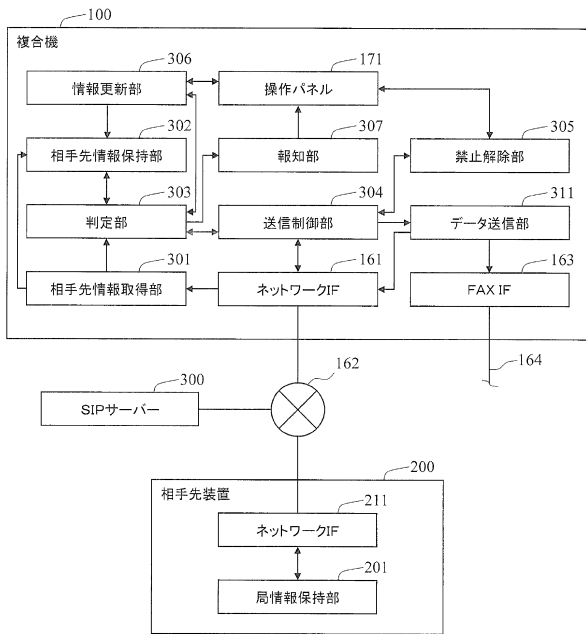 100
複合機
306
171
情報更新部
操作パネル
302
307
305
相手先情報保持部
報知部
禁止解除部
303
304
311
判定部
送信制御部
データ送信部
301
161
163
相手先情報取得部
ネットワークIF
FAX IF
164
162
300
SIPサーバー
200
相手先装置
211
ネットワークIF
201
局情報保持部